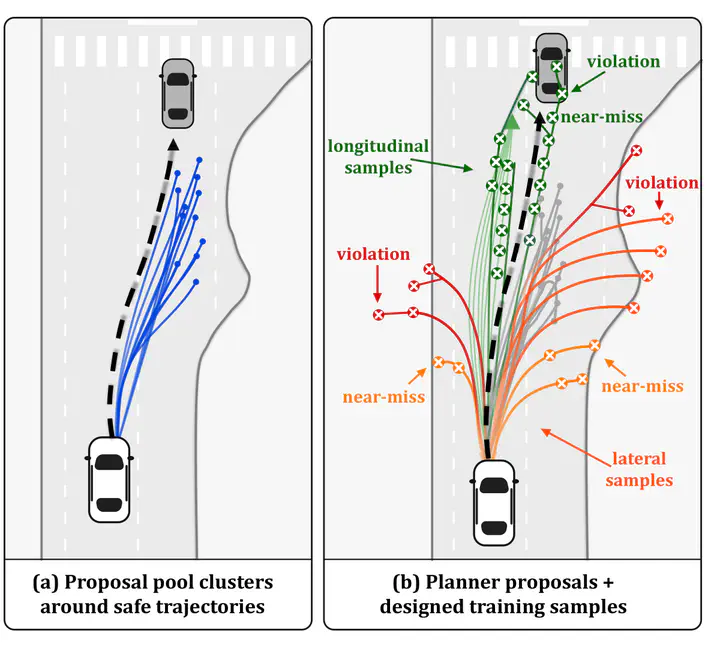 violation
near-miss
longitudinal
samples
violation
violation
near-miss
near-miss
lateral
samples
(a) Proposal pool clusters
around safe trajectories
(b) Planner proposals +
designed training samples